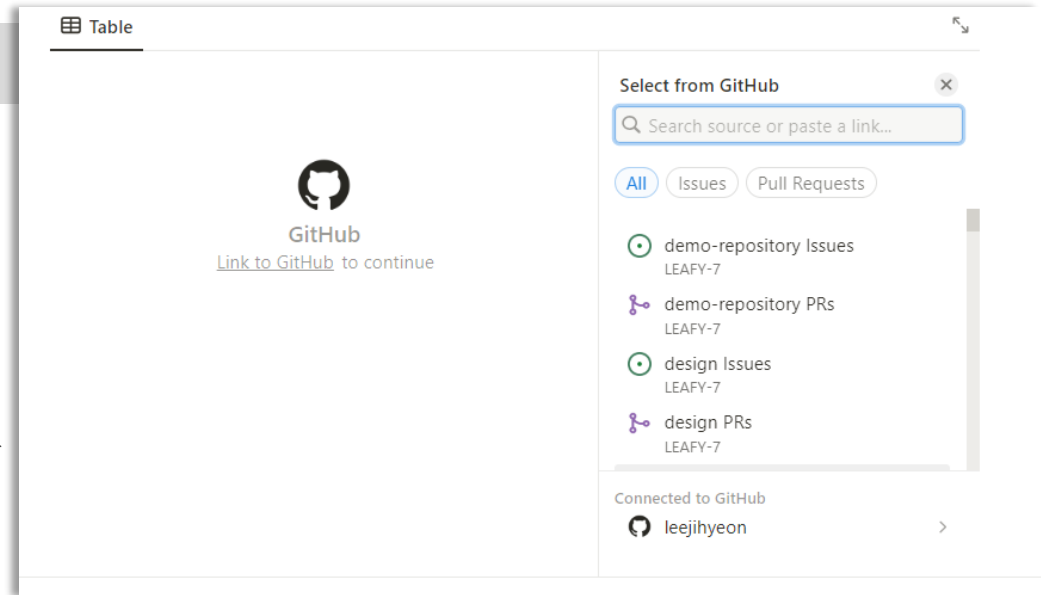 Table
GitHub
Link to GitHub to continue
Select from GitHub
Search source or paste a link...
All Issues Pull Requests
demo-repository Issues
LEAFY-7
demo-repository PRs
LEAFY-7
design Issues
LEAFY-7
design PRs
LEAFY-7
Connected to GitHub
leejihyeon